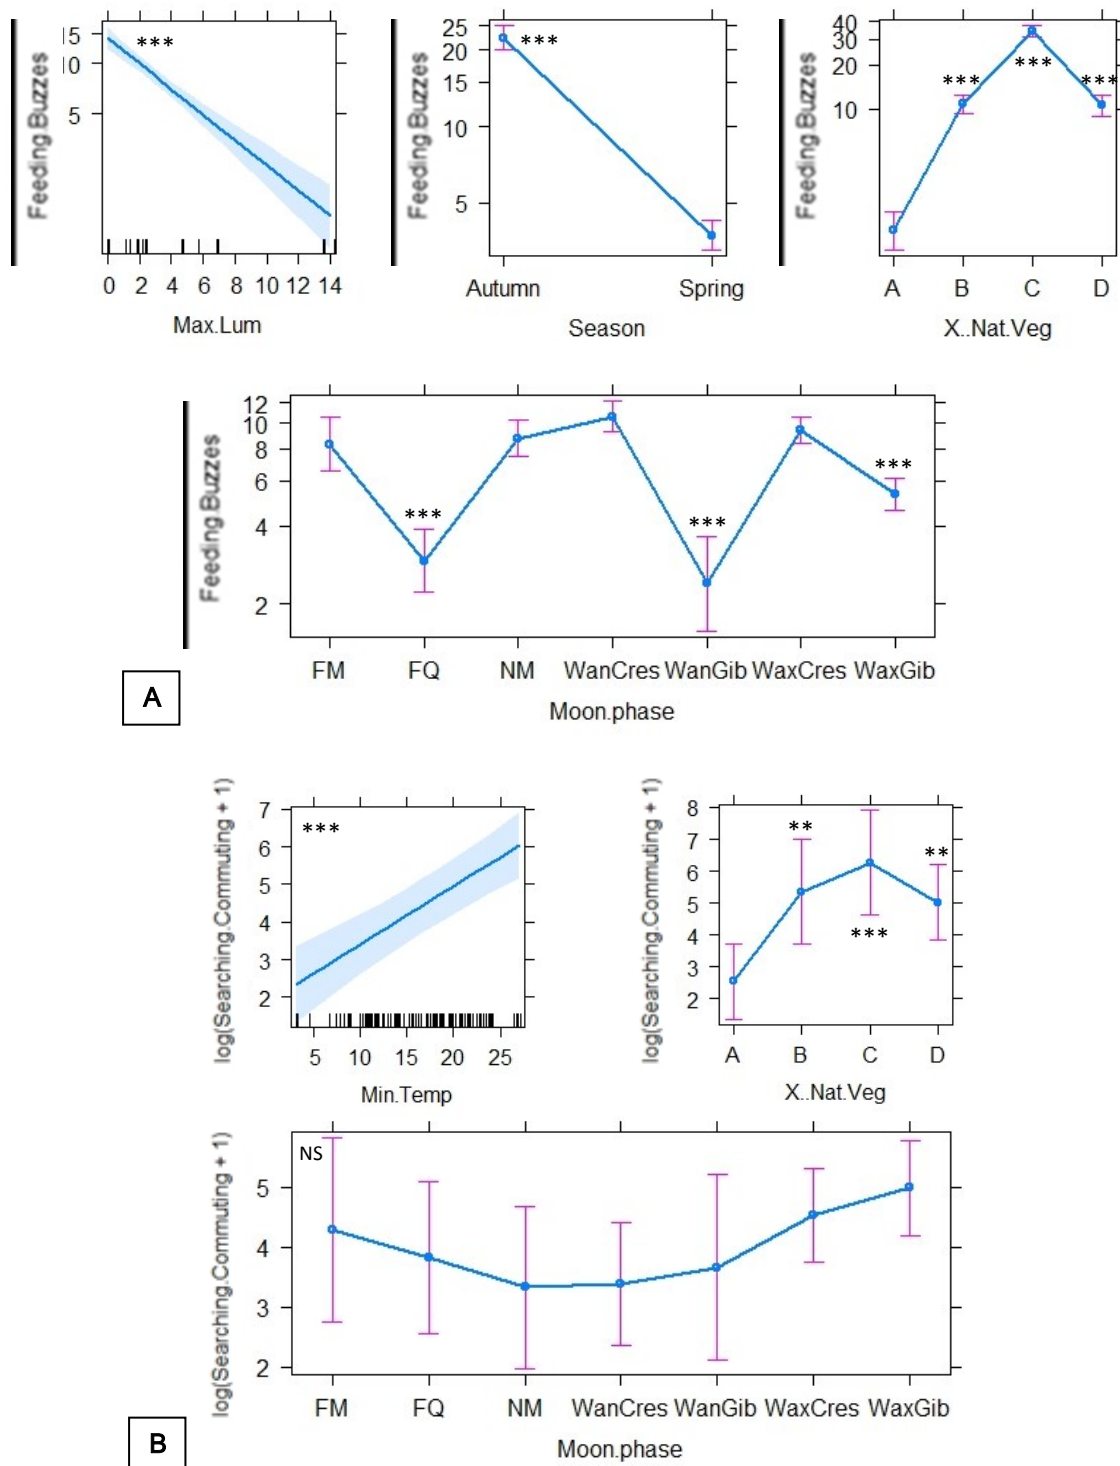 Feeding.Buzzes
15
10
5
***
0 2 4 6 8 10 12 14
Max.Lum
Feeding.Buzzes
25
20
15
10
5
***
Autumn Spring
Season
Feeding.Buzzes
40
30
20
10
*** *** ***
A B C D
X..Nat.Veg
Feeding.Buzzes
12
10
8
6
4
2
*** *** ***
FM FQ NM WanCres WanGib WaxCres WaxGib
Moon.phase
A
log(Searching.Commuting + 1)
7
6
5
4
3
2
***
5 10 15 20 25
Min.Temp
log(Searching.Commuting + 1)
8
7
6
5
4
3
2
** *** **
A B C D
X..Nat.Veg
log(Searching.Commuting + 1)
NS
5
4
3
2
FM FQ NM WanCres WanGib WaxCres WaxGib
Moon.phase
B